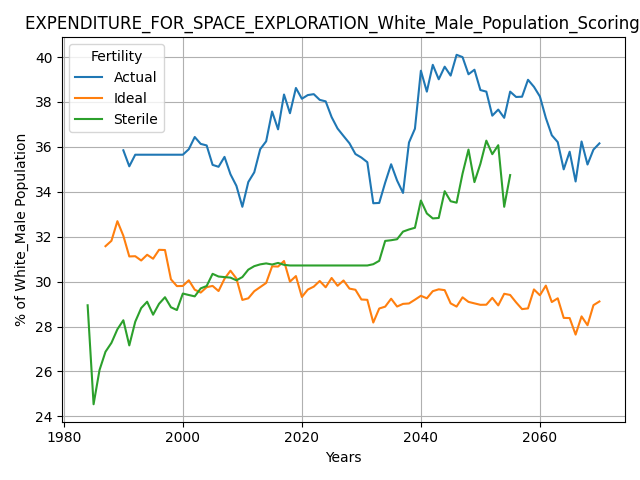 EXPENDITURE_FOR_SPACE_EXPLORATION_White_Male_Population_Scoring
Fertility
Actual
Ideal
Sterile
% of White_Male Population
40
38
36
34
32
30
28
26
24
1980 2000 2020 2040 2060
Years